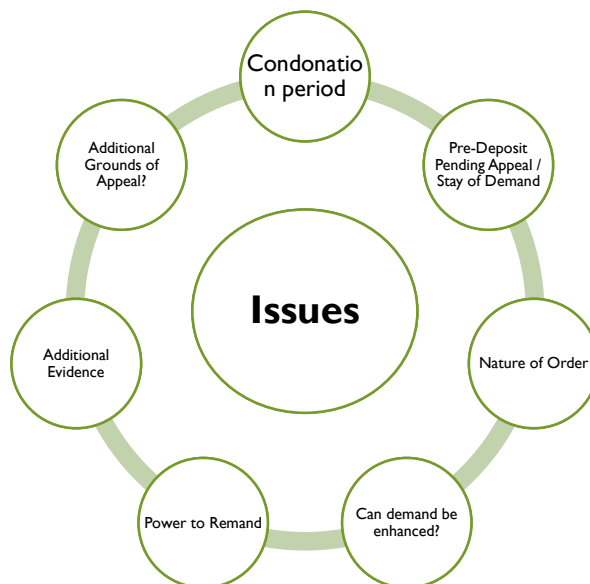 Condonatio
n period
Pre-Deposit
Pending Appeal /
Stay of Demand
Nature of Order
Can demand be
enhanced?
Power to Remand
Additional
Evidence
Additional
Grounds of
Appeal?
Issues